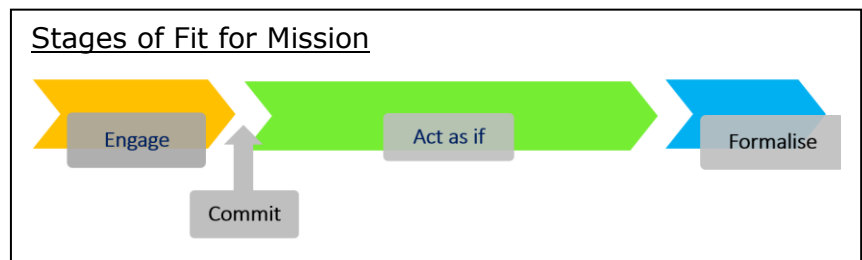 Stages of Fit for Mission
Engage
Act as if
Formalise
Commit